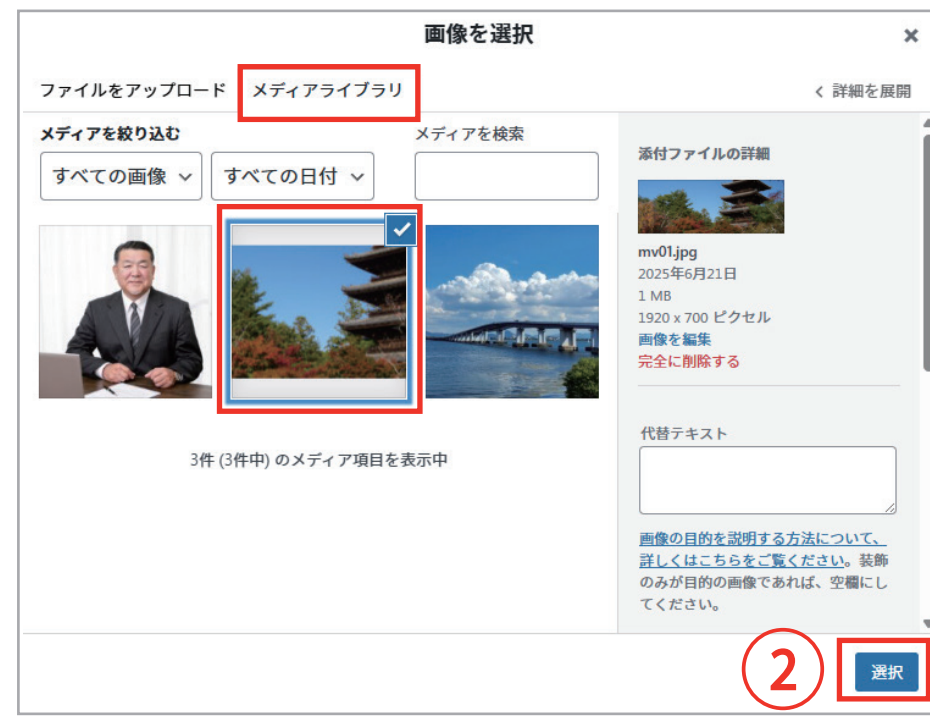 画像を選択
×
ファイルをアップロード
メディアライブラリ
詳細を展開
メディアを絞り込む
メディアを検索
すべての画像
すべての日付
3件 (3件中) のメディア項目を表示中
添付ファイルの詳細
mv01.jpg
2025年6月21日
1 MB
1920 x 700 ピクセル
画像を編集
完全に削除する
代替テキスト
画像の目的を説明する方法について、
詳しくはこちらをご覧ください。装飾
のみが目的の画像であれば、空欄にし
てください。
2
選択